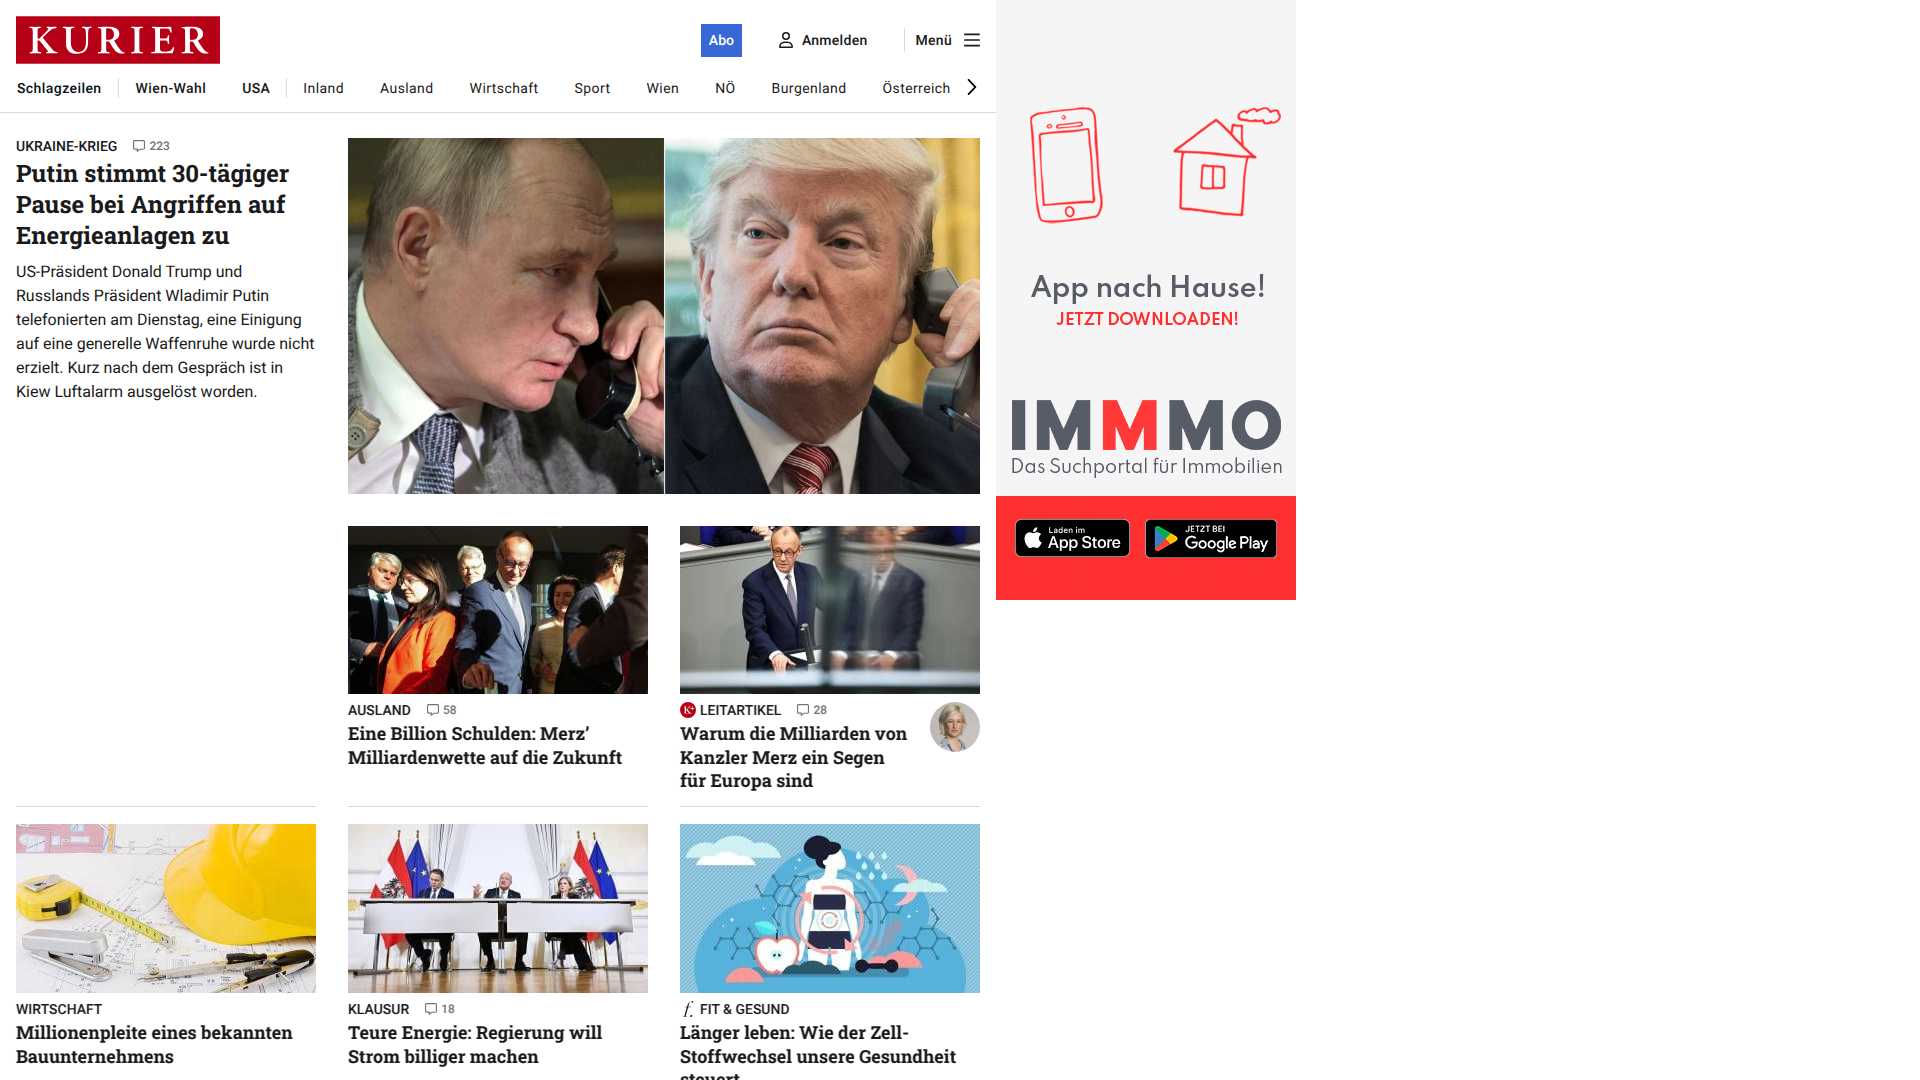 KURIER
Abo
Anmelden
Menü
Schlagzeilen
Wien-Wahl
USA
Inland
Ausland
Wirtschaft
Sport
Wien
NÖ
Burgenland
Österreich
UKRAINE-KRIEG 223
Putin stimmt 30-tägiger
Pause bei Angriffen auf
Energieanlagen zu
US-Präsident Donald Trump und
Russlands Präsident Wladimir Putin
telefonierten am Dienstag, eine Einigung
auf eine generelle Waffenruhe wurde nicht
erzielt. Kurz nach dem Gespräch ist in
Kiew Luftalarm ausgelöst worden.
AUSLAND 58
Eine Billion Schulden: Merz’
Milliardenwette auf die Zukunft
K+ LEITARTIKEL 28
Warum die Milliarden von
Kanzler Merz ein Segen
für Europa sind
WIRTSCHAFT
Millionenpleite eines bekannten
Bauunternehmens
KLAUSUR 18
Teure Energie: Regierung will
Strom billiger machen
f. FIT & GESUND
Länger leben: Wie der Zell-
Stoffwechsel unsere Gesundheit
steuert
App nach Hause!
JETZT DOWNLOADEN!
IMMMO
Das Suchportal für Immobilien
Laden im
App Store
JETZT BEI
Google Play